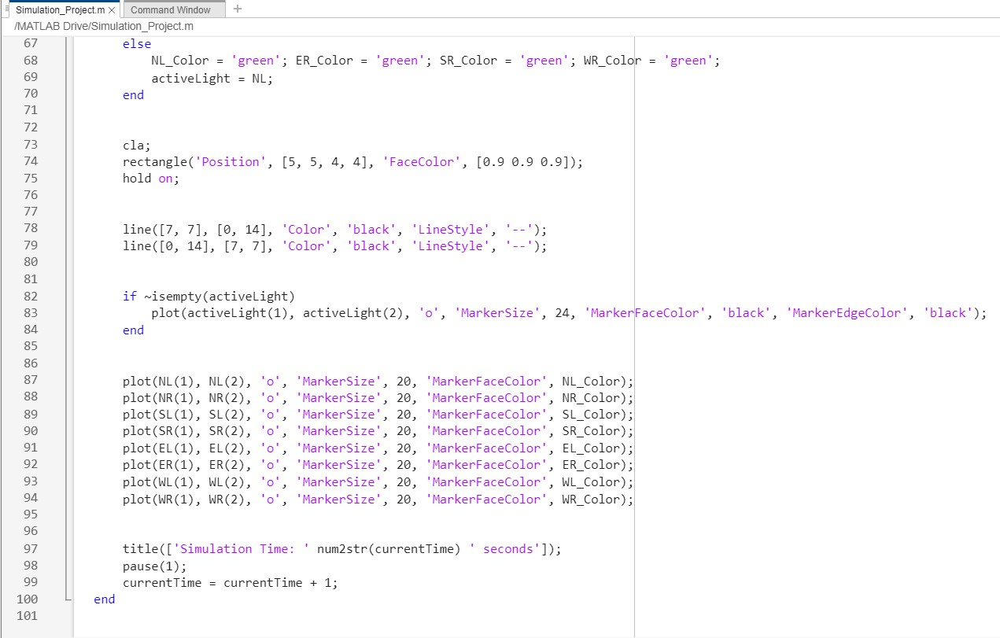 Simulation_Project.m × Command Window +
/MATLAB Drive/Simulation_Project.m
67 else
68 NL_Color = 'green'; ER_Color = 'green'; SR_Color = 'green'; WR_Color = 'green';
69 activeLight = NL;
70 end
71
72
73 cla;
74 rectangle('Position', [5, 5, 4, 4], 'FaceColor', [0.9 0.9 0.9]);
75 hold on;
76
77
78 line([7, 7], [0, 14], 'Color', 'black', 'LineStyle', '--');
79 line([0, 14], [7, 7], 'Color', 'black', 'LineStyle', '--');
80
81
82 if ~isempty(activeLight)
83 plot(activeLight(1), activeLight(2), 'o', 'MarkerSize', 24, 'MarkerFaceColor', 'black', 'MarkerEdgeColor', 'black');
84 end
85
86
87 plot(NL(1), NL(2), 'o', 'MarkerSize', 20, 'MarkerFaceColor', NL_Color);
88 plot(NR(1), NR(2), 'o', 'MarkerSize', 20, 'MarkerFaceColor', NR_Color);
89 plot(SL(1), SL(2), 'o', 'MarkerSize', 20, 'MarkerFaceColor', SL_Color);
90 plot(SR(1), SR(2), 'o', 'MarkerSize', 20, 'MarkerFaceColor', SR_Color);
91 plot(EL(1), EL(2), 'o', 'MarkerSize', 20, 'MarkerFaceColor', EL_Color);
92 plot(ER(1), ER(2), 'o', 'MarkerSize', 20, 'MarkerFaceColor', ER_Color);
93 plot(WL(1), WL(2), 'o', 'MarkerSize', 20, 'MarkerFaceColor', WL_Color);
94 plot(WR(1), WR(2), 'o', 'MarkerSize', 20, 'MarkerFaceColor', WR_Color);
95
96
97 title(['Simulation Time: ' num2str(currentTime) ' seconds']);
98 pause(1);
99 currentTime = currentTime + 1;
100 end
101